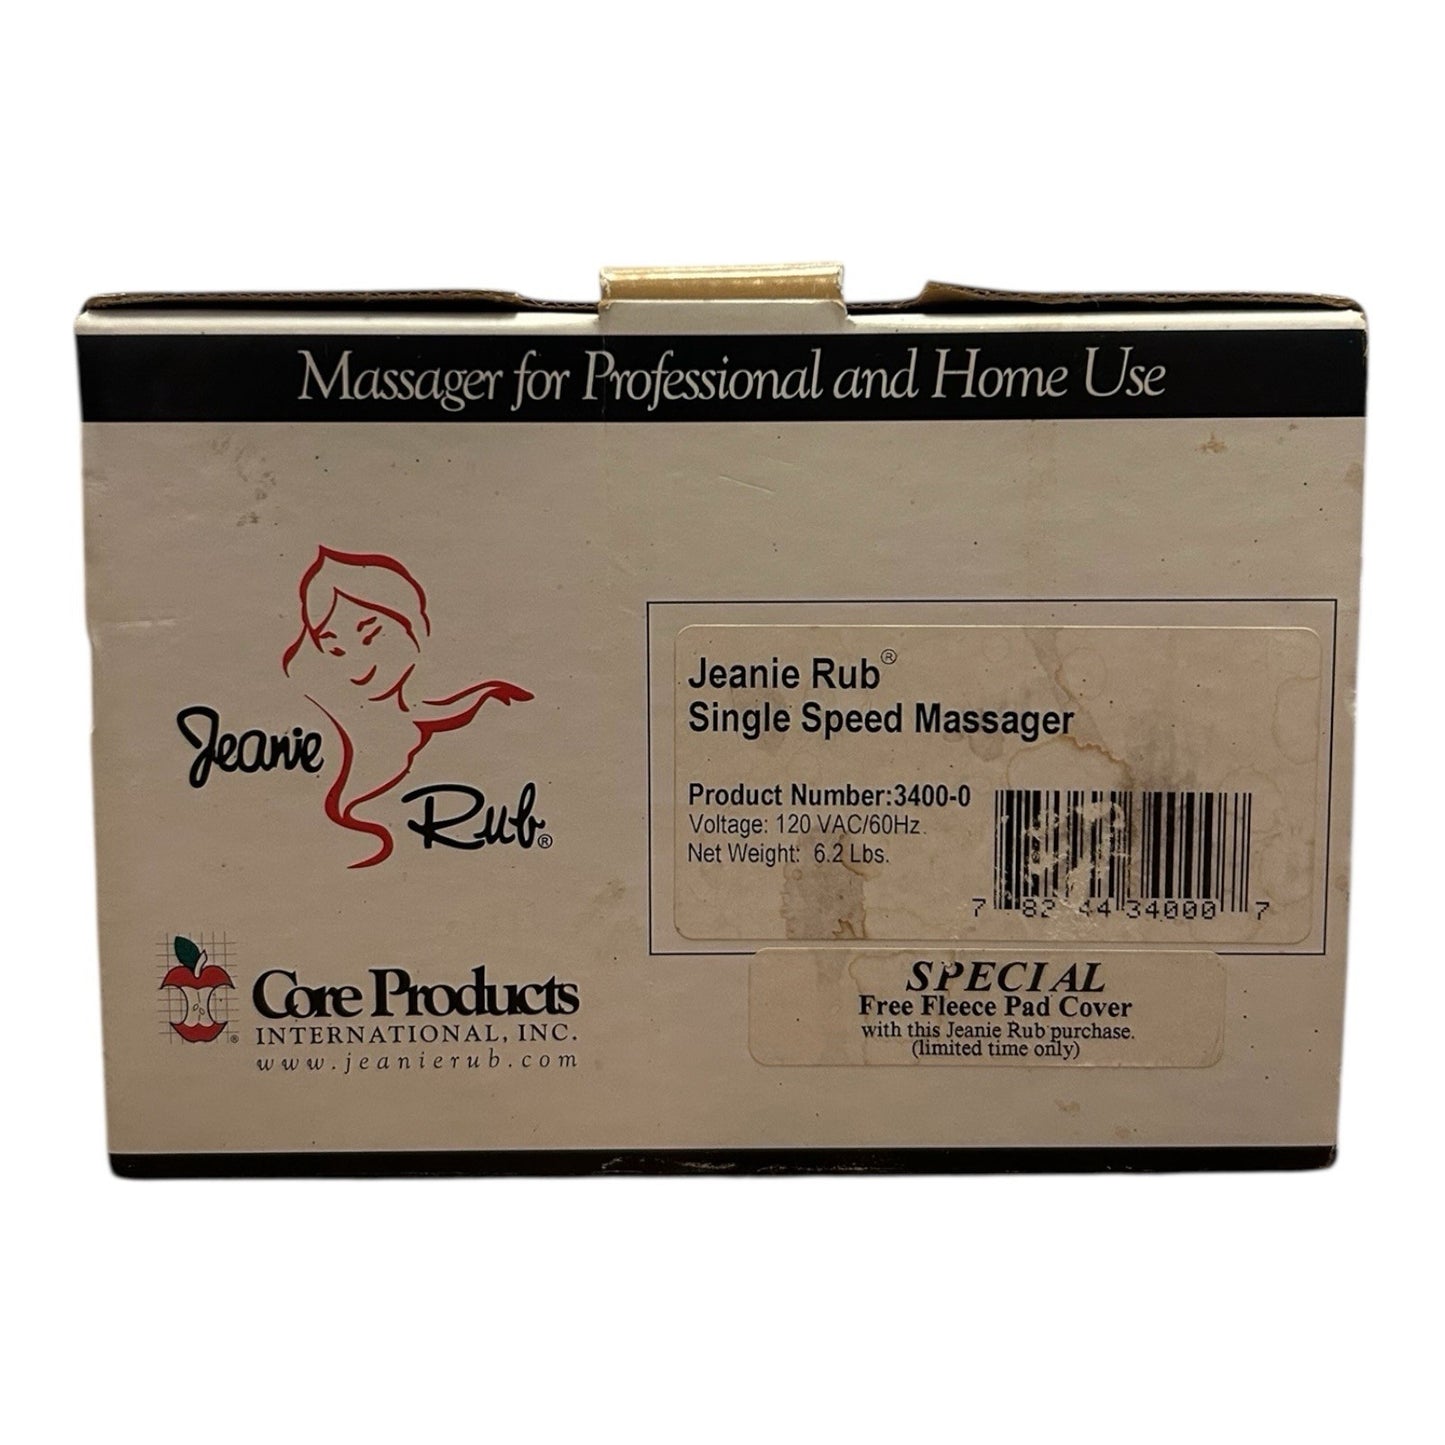 Massager for Professional and Home Use
Jeanie
Rub®
Jeanie Rub®
Single Speed Massager
Product Number:3400-0
Voltage: 120 VAC/60Hz
Net Weight: 6.2 Lbs.
7 82 44 34000 7
Core Products
®
INTERNATIONAL, INC.
www.jeanierub.com
SPECIAL
Free Fleece Pad Cover
with this Jeanie Rub purchase.
(limited time only)